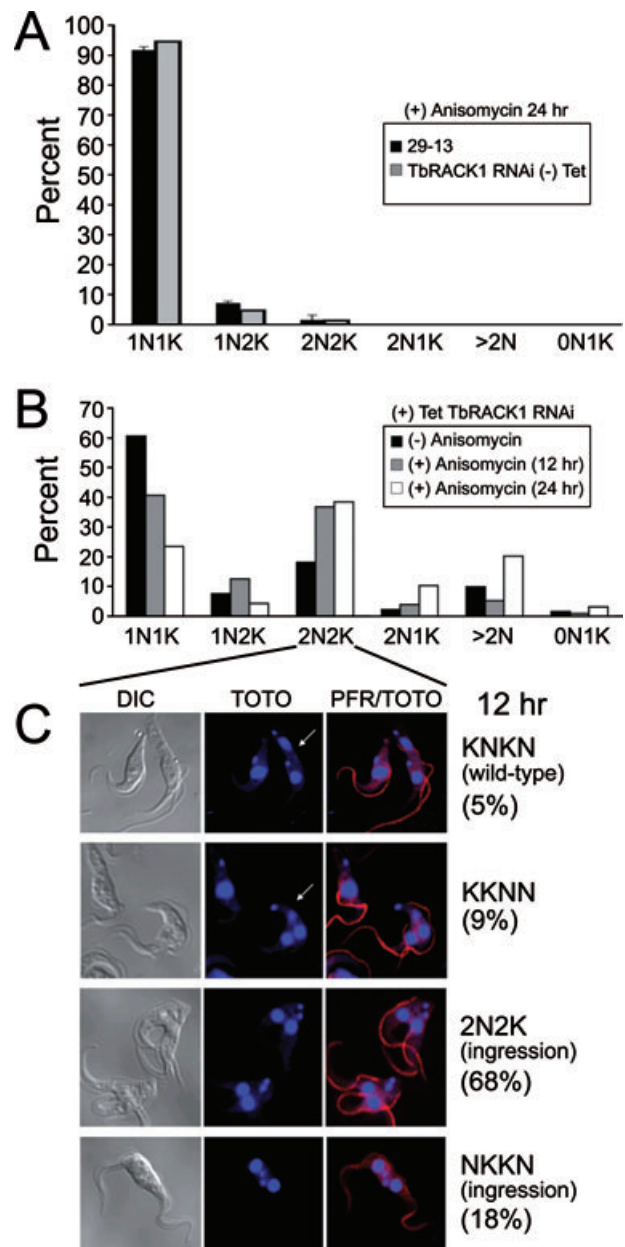 A
Percent
100
90
80
70
60
50
40
30
20
10
0
(+) Anisomycin 24 hr
29-13
TbRACK1 RNAi (-) Tet
1N1K 1N2K 2N2K 2N1K >2N 0N1K
B
Percent
70
60
50
40
30
20
10
0
(+) Tet TbRACK1 RNAi
(-) Anisomycin
(+) Anisomycin (12 hr)
(+) Anisomycin (24 hr)
1N1K 1N2K 2N2K 2N1K >2N 0N1K
C
DIC TOTO PFR/TOTO 12 hr
KNKN
(wild-type)
(5%)
KKNN
(9%)
2N2K
(ingression)
(68%)
NKKN
(ingression)
(18%)